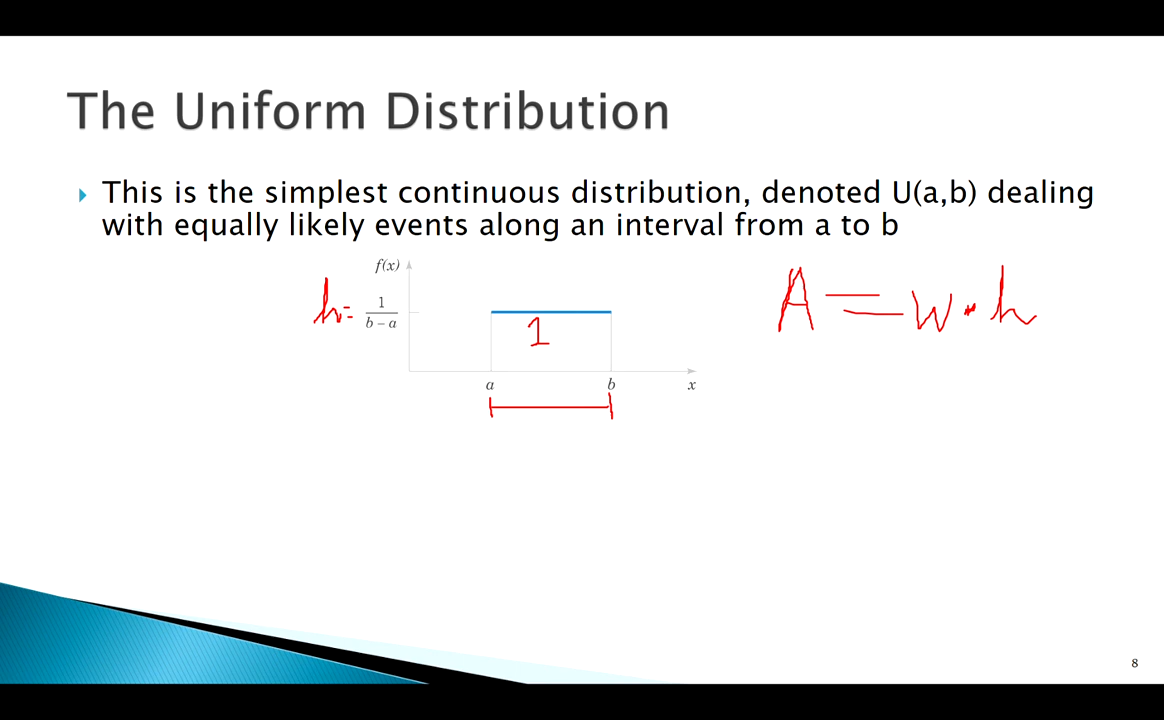 The Uniform Distribution
This is the simplest continuous distribution, denoted U(a,b) dealing
with equally likely events along an interval from a to b
f(x)
h= 1/(b – a)
1
A = w · h
a b x
8